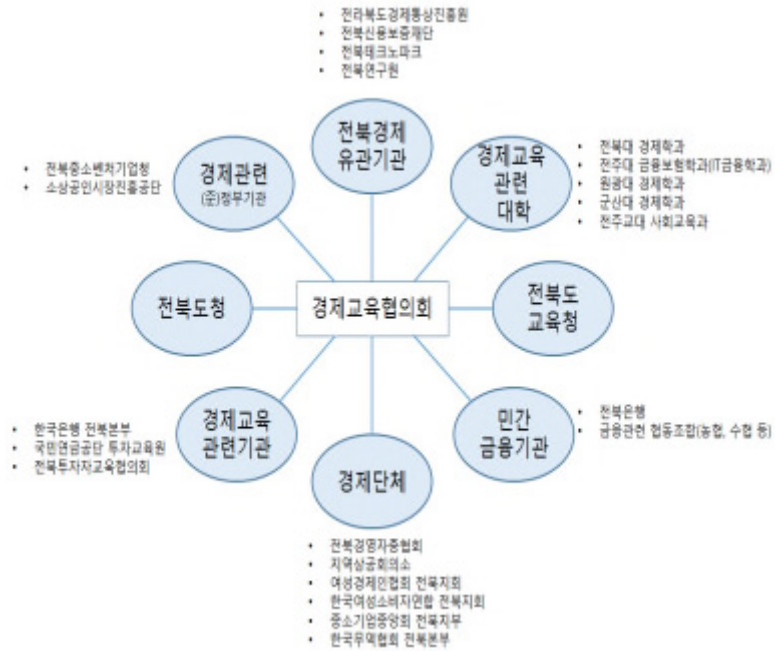 • 전라북도경제통상진흥원
• 전북신용보증재단
• 전북테크노파크
• 전북연구원
전북경제
유관기관
• 전북중소벤처기업청
• 소상공인시장진흥공단
경제관련
(준)정부기관
경제교육
관련
대학
• 전북대 경제학과
• 전주대 금융보험학과(IT금융학과)
• 원광대 경제학과
• 군산대 경제학과
• 전주교대 사회교육과
전북도청
경제교육협의회
전북도
교육청
• 한국은행 전북본부
• 국민연금공단 투자교육원
• 전북투자자교육협의회
경제교육
관련기관
민간
금융기관
• 전북은행
• 금융관련 협동조합(농협, 수협 등)
경제단체
• 전북경영자총협회
• 지역상공회의소
• 여성경제인협회 전북지회
• 한국여성소비자연합 전북지회
• 중소기업중앙회 전북지부
• 한국무역협회 전북본부